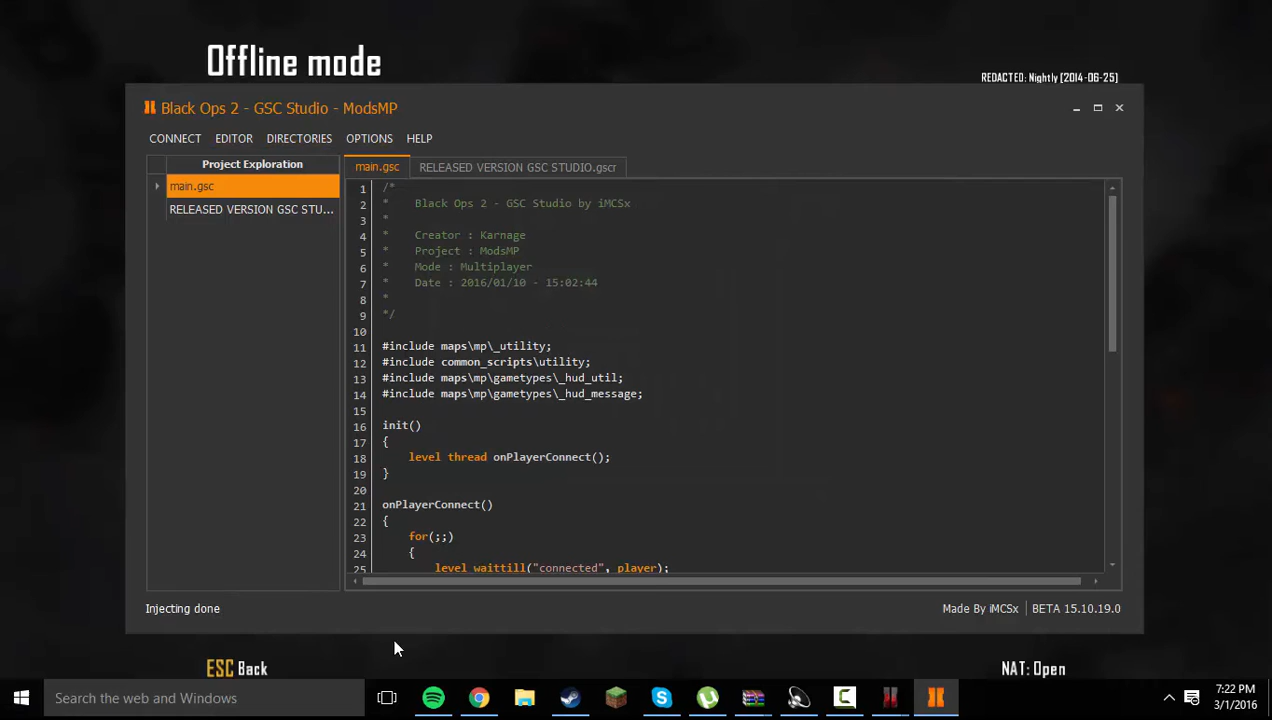 Offline mode
REDACTED: Nightly [2014-06-25]
Black Ops 2 - GSC Studio - ModsMP
CONNECT EDITOR DIRECTORIES OPTIONS HELP
Project Exploration
main.gsc
RELEASED VERSION GSC STU...
main.gsc RELEASED VERSION GSC STUDIO.gscr
1 /*
2 * Black Ops 2 - GSC Studio by iMCSx
3 *
4 * Creator : Karnage
5 * Project : ModsMP
6 * Mode : Multiplayer
7 * Date : 2016/01/10 - 15:02:44
8 *
9 */
10
11 #include maps\mp\_utility;
12 #include common_scripts\utility;
13 #include maps\mp\gametypes\_hud_util;
14 #include maps\mp\gametypes\_hud_message;
15
16 init()
17 {
18 level thread onPlayerConnect();
19 }
20
21 onPlayerConnect()
22 {
23 for(;;)
24 {
25 level waittill("connected", player);
Injecting done
Made By iMCSx BETA 15.10.19.0
ESC Back
NAT: Open
Search the web and Windows
7:22 PM
3/1/2016